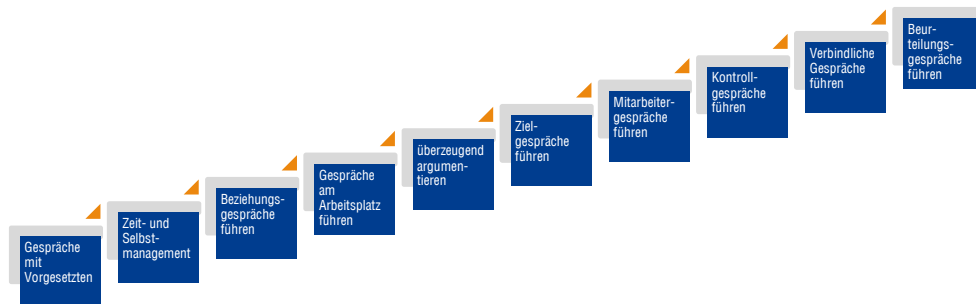 Gespräche
mit
Vorgesetzten
Zeit- und
Selbst-
management
Beziehungs-
gespräche
führen
Gespräche
am
Arbeitsplatz
führen
überzeugend
argumen-
tieren
Ziel-
gespräche
führen
Mitarbeiter-
gespräche
führen
Kontroll-
gespräche
führen
Verbindliche
Gespräche
führen
Beur-
teilungs-
gespräche
führen